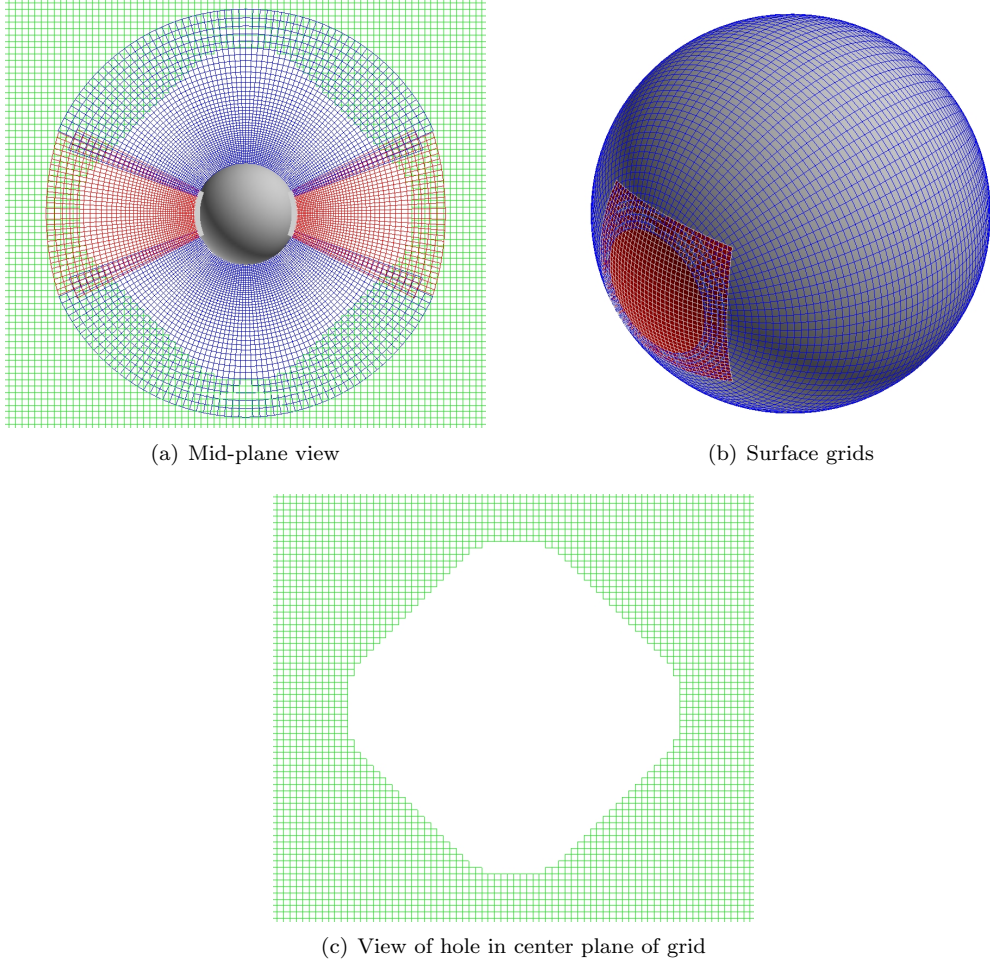 (a) Mid-plane view
(b) Surface grids
(c) View of hole in center plane of grid